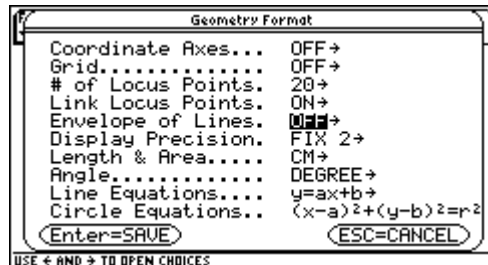 Geometry Format
Coordinate Axes... OFF→
Grid.............. OFF→
# of Locus Points. 20→
Link Locus Points. ON→
Envelope of Lines. OFF→
Display Precision. FIX 2→
Length & Area..... CM→
Angle............. DEGREE→
Line Equations.... y=ax+b→
Circle Equations.. (x-a)²+(y-b)²=r²
Enter=SAVE ESC=CANCEL
USE ← AND → TO OPEN CHOICES